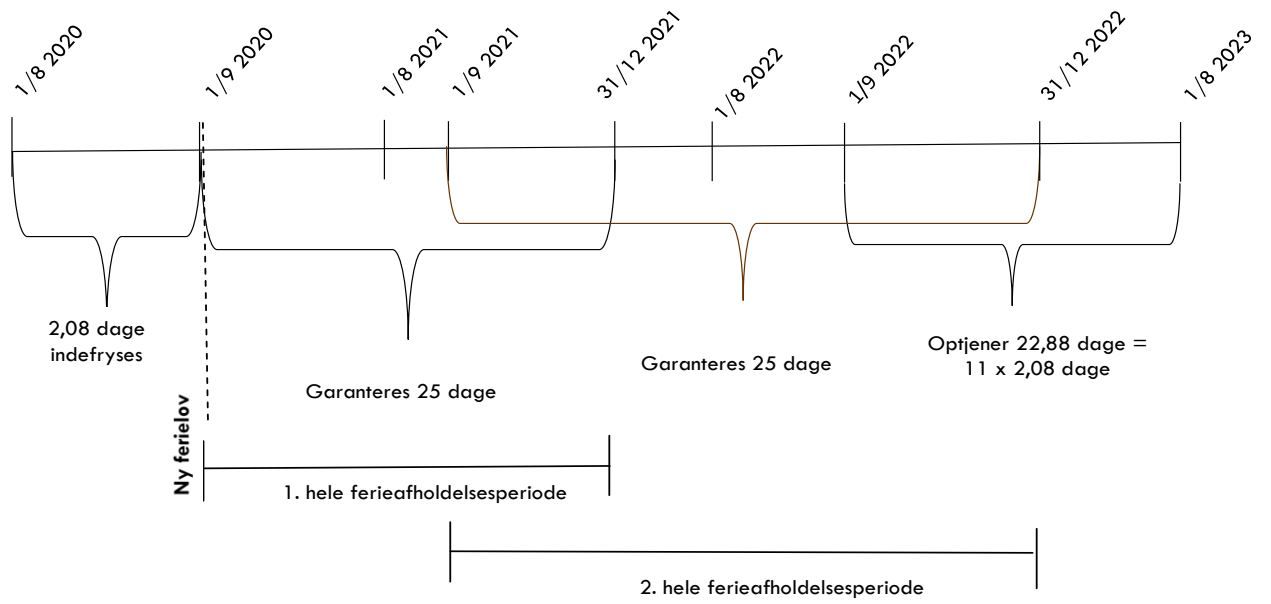 1/8 2020
1/9 2020
1/8 2021
1/9 2021
31/12 2021
1/8 2022
1/9 2022
31/12 2022
1/8 2023
2,08 dage
indefryses
Garanteres 25 dage
Garanteres 25 dage
Optjener 22,88 dage =
11 x 2,08 dage
Ny ferielov
1. hele ferieafholdelsesperiode
2. hele ferieafholdelsesperiode